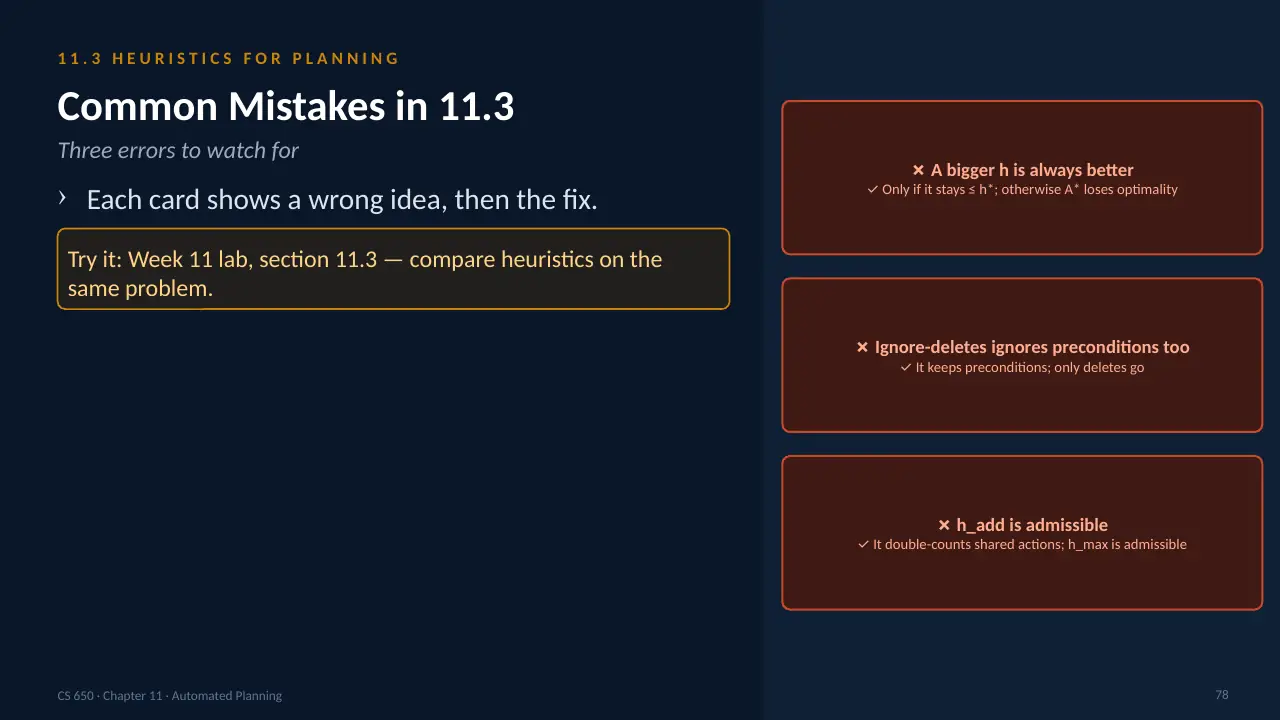 11.3 HEURISTICS FOR PLANNING
Common Mistakes in 11.3
Three errors to watch for
› Each card shows a wrong idea, then the fix.
Try it: Week 11 lab, section 11.3 — compare heuristics on the
same problem.
✕ A bigger h is always better
✓ Only if it stays ≤ h*; otherwise A* loses optimality
✕ Ignore-deletes ignores preconditions too
✓ It keeps preconditions; only deletes go
✕ h_add is admissible
✓ It double-counts shared actions; h_max is admissible
CS 650 · Chapter 11 · Automated Planning
78